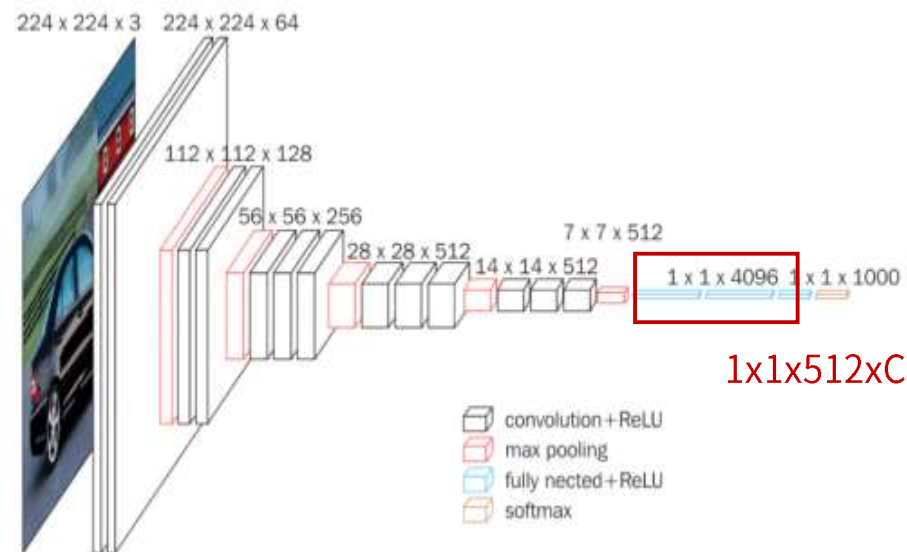 224 x 224 x 3
224 x 224 x 64
112 x 112 x 128
56 x 56 x 256
28 x 28 x 512
14 x 14 x 512
7 x 7 x 512
1 x 1 x 4096
1 x 1 x 1000
1x1x512xC
convolution+ReLU
max pooling
fully nected+ReLU
softmax